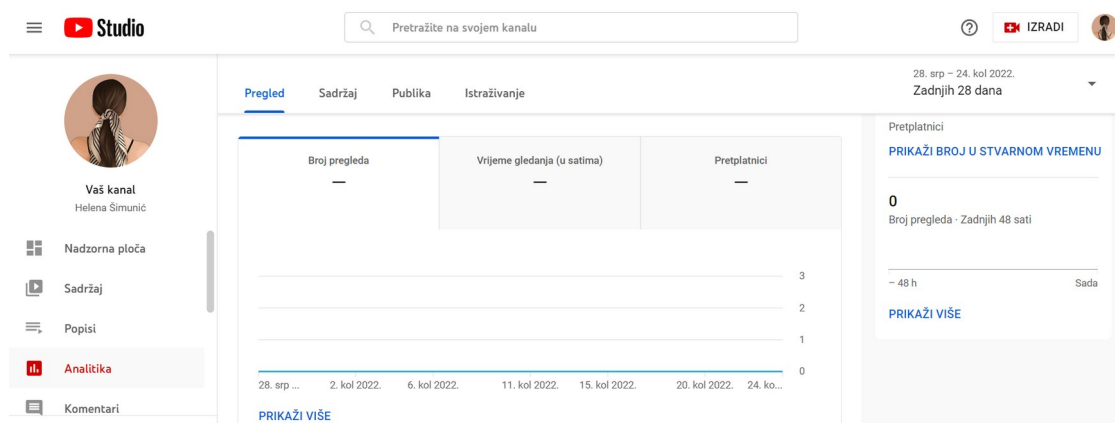 Studio
Pretražite na svojem kanalu
IZRADI
Vaš kanal
Helena Šimunić
Nadzorna ploča
Sadržaj
Popisi
Analitika
Komentari
Pregled Sadržaj Publika Istraživanje
28. srp – 24. kol 2022.
Zadnjih 28 dana
Broj pregleda Vrijeme gledanja (u satima) Pretplatnici
— — —
3
2
1
0
28. srp ... 2. kol 2022. 6. kol 2022. 11. kol 2022. 15. kol 2022. 20. kol 2022. 24. ko...
PRIKAŽI VIŠE
Pretplatnici
PRIKAŽI BROJ U STVARNOM VREMENU
0
Broj pregleda · Zadnjih 48 sati
– 48 h Sada
PRIKAŽI VIŠE